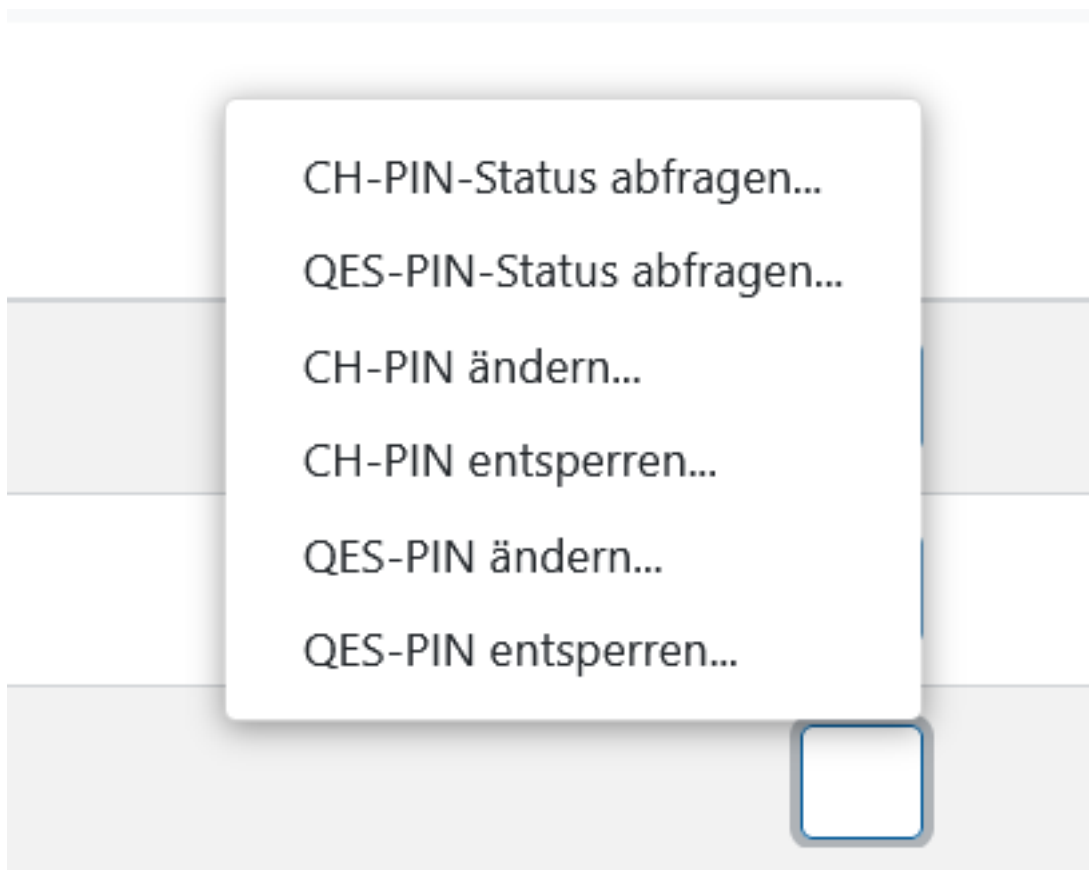 CH-PIN-Status abfragen...
QES-PIN-Status abfragen...
CH-PIN ändern...
CH-PIN entsperren...
QES-PIN ändern...
QES-PIN entsperren...